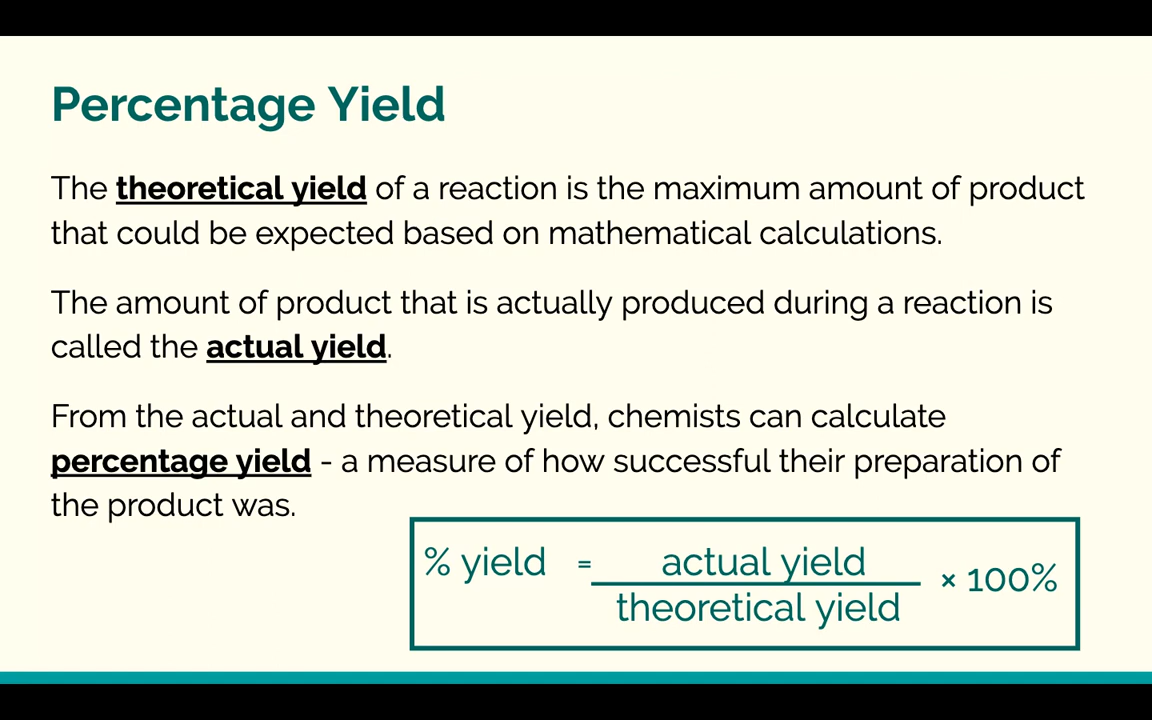 Percentage Yield
The theoretical yield of a reaction is the maximum amount of product
that could be expected based on mathematical calculations.
The amount of product that is actually produced during a reaction is
called the actual yield.
From the actual and theoretical yield, chemists can calculate
percentage yield - a measure of how successful their preparation of
the product was.
% yield = actual yield × 100%
theoretical yield